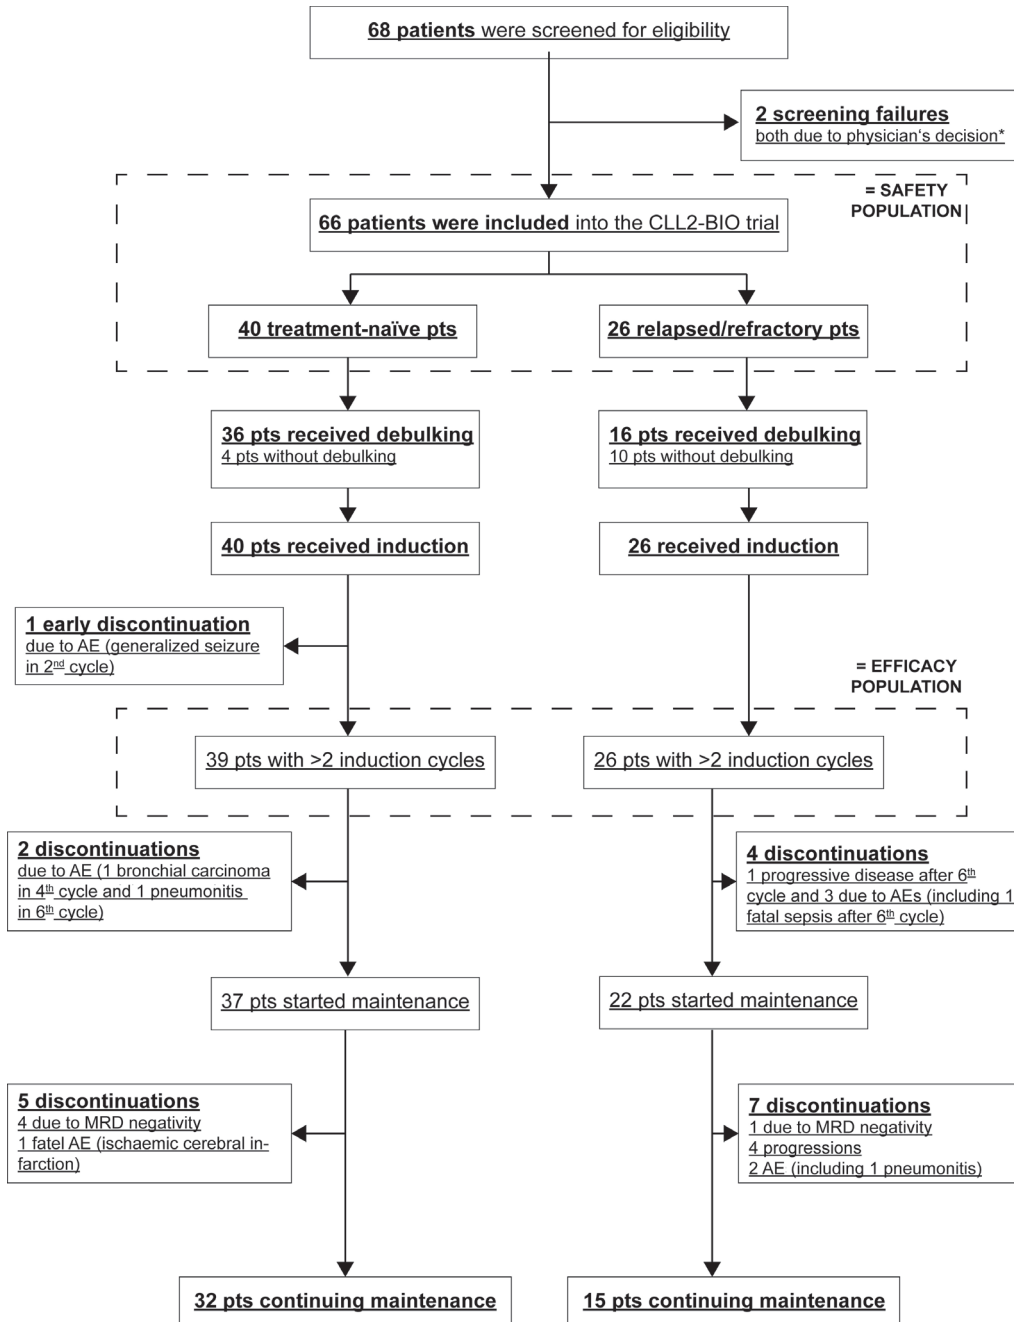 68 patients were screened for eligibility
2 screening failures
both due to physician's decision*
= SAFETY
POPULATION
66 patients were included into the CLL2-BIO trial
40 treatment-naïve pts
26 relapsed/refractory pts
36 pts received debulking
4 pts without debulking
16 pts received debulking
10 pts without debulking
40 pts received induction
26 received induction
1 early discontinuation
due to AE (generalized seizure
in 2nd cycle)
= EFFICACY
POPULATION
39 pts with >2 induction cycles
26 pts with >2 induction cycles
2 discontinuations
due to AE (1 bronchial carcinoma
in 4th cycle and 1 pneumonitis
in 6th cycle)
4 discontinuations
1 progressive disease after 6th
cycle and 3 due to AEs (including 1
fatal sepsis after 6th cycle)
37 pts started maintenance
22 pts started maintenance
5 discontinuations
4 due to MRD negativity
1 fatel AE (ischaemic cerebral in-
farction)
7 discontinuations
1 due to MRD negativity
4 progressions
2 AE (including 1 pneumonitis)
32 pts continuing maintenance
15 pts continuing maintenance